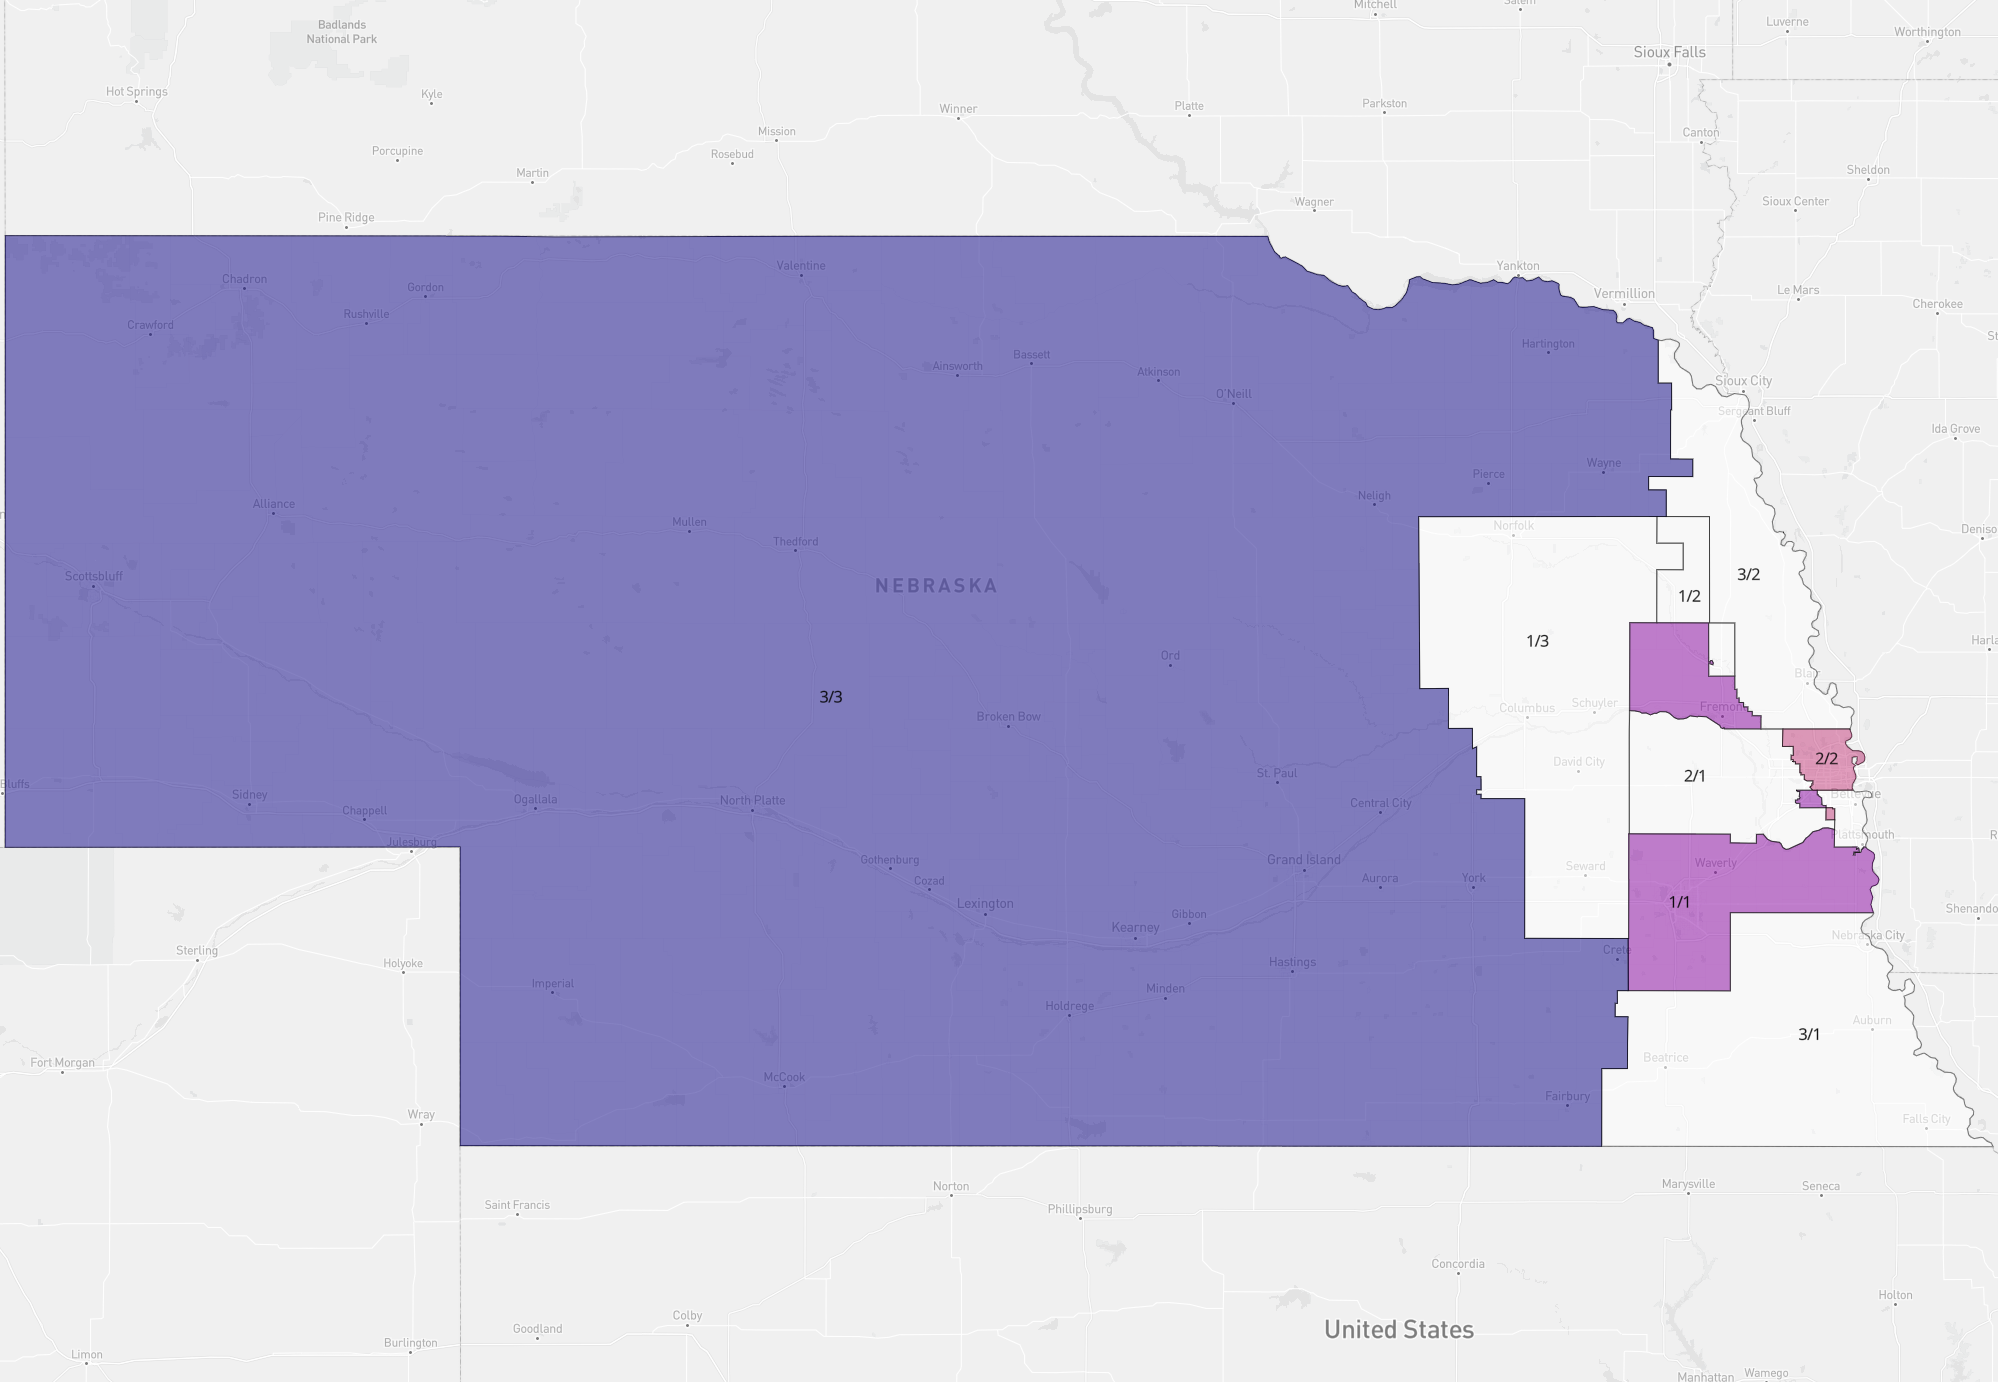 Badlands
National Park
Mitchell
Salem
Luverne
Worthington
Sioux Falls
Hot Springs
Kyle
Winner
Platte
Parkston
Canton
Mission
Porcupine
Rosebud
Martin
Sheldon
Pine Ridge
Wagner
Sioux Center
Yankton
Vermillion
Le Mars
Cherokee
Valentine
Chadron
Gordon
Rushville
Crawford
Hartington
Bassett
Ainsworth
Atkinson
O'Neill
Sioux City
Sergeant Bluff
Ida Grove
Wayne
Pierce
Neligh
Alliance
Mullen
Thedford
Norfolk
Deniso
Scottsbluff
NEBRASKA
3/2
1/2
1/3
Harla
Ord
3/3
Blair
Broken Bow
Columbus
Schuyler
Fremont
David City
2/1
2/2
St. Paul
Bluffs
Sidney
Chappell
Ogallala
North Platte
Central City
Bellevue
Plattsmouth
Julesburg
Gothenburg
Cozad
Grand Island
Aurora
York
Seward
Waverly
Lexington
Gibbon
Kearney
1/1
Shenando
Nebraska City
Crete
Sterling
Holyoke
Hastings
Imperial
Minden
Holdrege
Auburn
3/1
Fort Morgan
Beatrice
McCook
Fairbury
Wray
Falls City
Norton
Marysville
Seneca
Saint Francis
Phillipsburg
Concordia
Holton
Colby
Goodland
Burlington
United States
Limon
Manhattan
Wamego